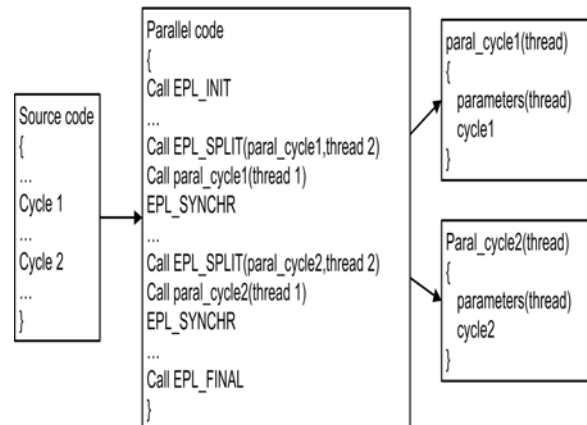 Source code
{
...
Cycle 1
...
Cycle 2
...
}
Parallel code
{
Call EPL_INIT
...
Call EPL_SPLIT(paral_cycle1,thread 2)
Call paral_cycle1(thread 1)
EPL_SYNCHR
...
Call EPL_SPLIT(paral_cycle2,thread 2)
Call paral_cycle2(thread 1)
EPL_SYNCHR
...
Call EPL_FINAL
}
paral_cycle1(thread)
{
parameters(thread)
cycle1
}
Paral_cycle2(thread)
{
parameters(thread)
cycle2
}